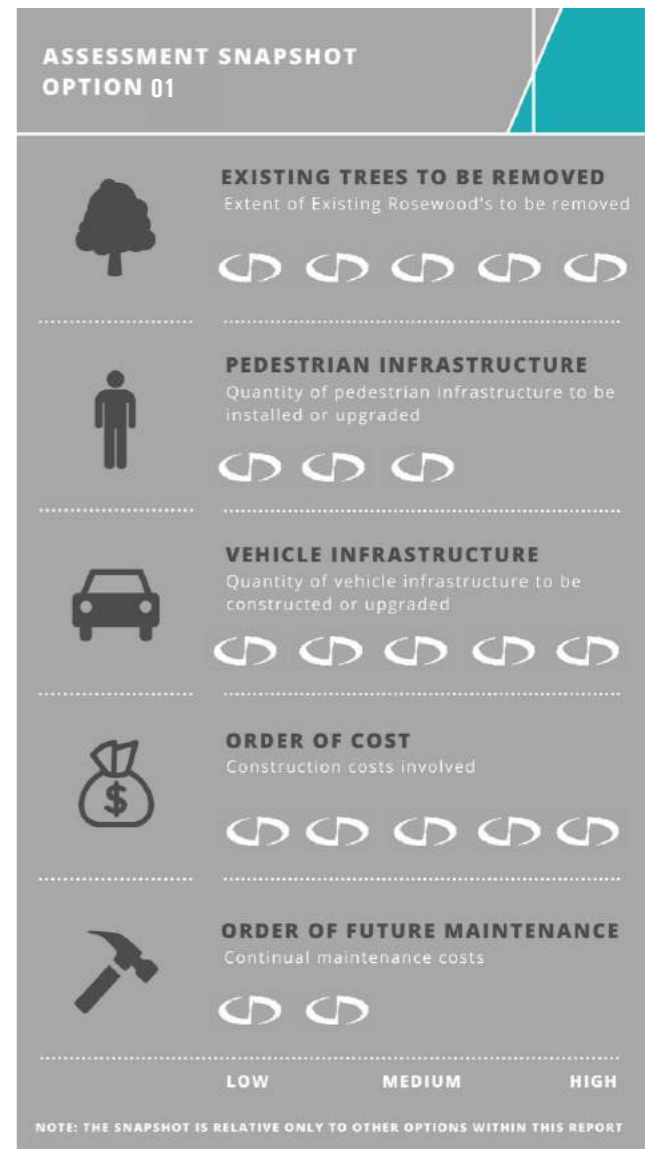 ASSESSMENT SNAPSHOT
OPTION 01
EXISTING TREES TO BE REMOVED
Extent of Existing Rosewood's to be removed
PEDESTRIAN INFRASTRUCTURE
Quantity of pedestrian infrastructure to be
installed or upgraded
VEHICLE INFRASTRUCTURE
Quantity of vehicle infrastructure to be
constructed or upgraded
$
ORDER OF COST
Construction costs involved
ORDER OF FUTURE MAINTENANCE
Continual maintenance costs
LOW MEDIUM HIGH
NOTE: THE SNAPSHOT IS RELATIVE ONLY TO OTHER OPTIONS WITHIN THIS REPORT